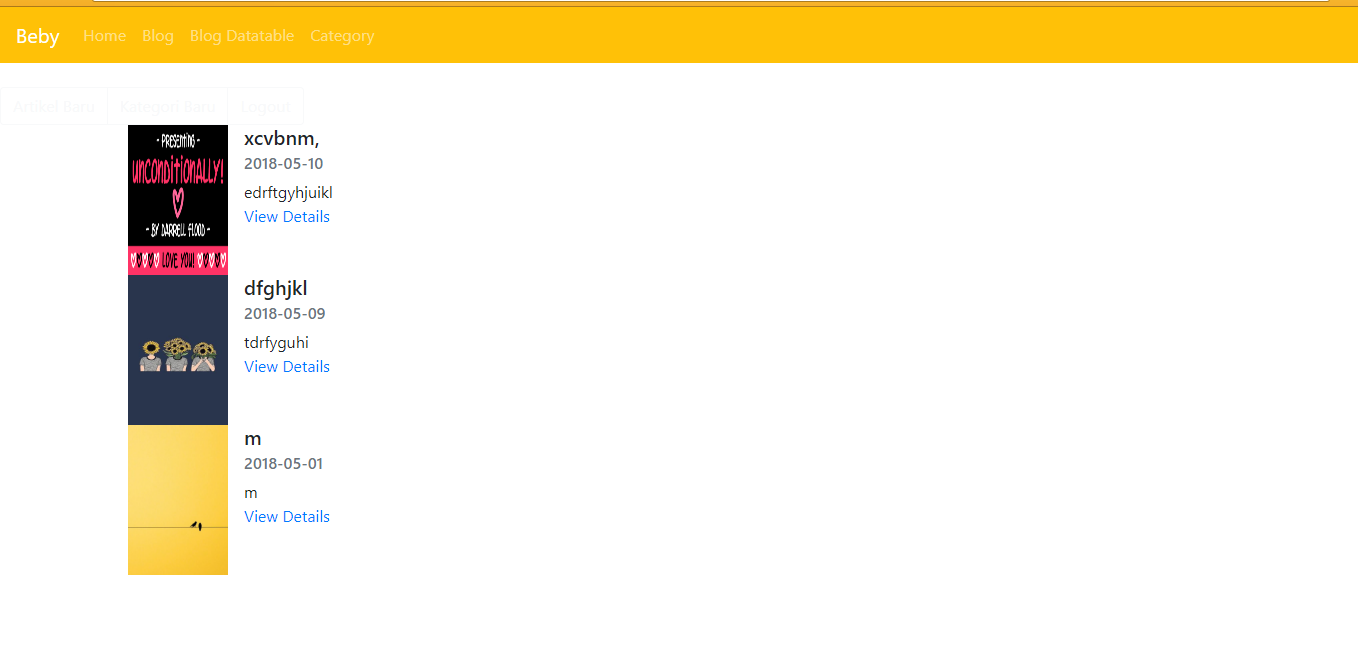 Beby Home Blog Blog Datatable Category
Artikel Baru Kategori Baru Logout
- PRESENTING -
UNCONDITIONALLY!
- BY DARRELL FLOOD -
LOVE YOU!
xcvbnm,
2018-05-10
edrftgyhjuikl
View Details
dfghjkl
2018-05-09
tdrfyguhi
View Details
m
2018-05-01
m
View Details